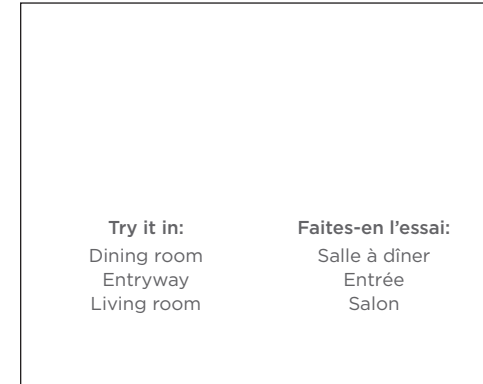 Try it in:
Dining room
Entryway
Living room
Faites-en l’essai:
Salle à dîner
Entrée
Salon